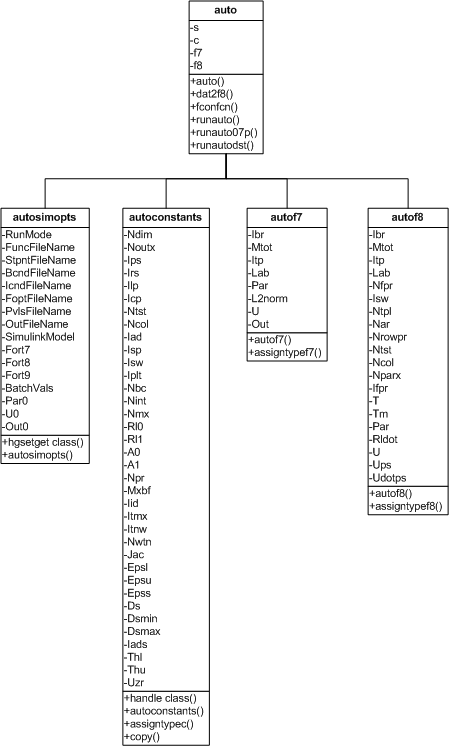 auto
-s
-c
-f7
-f8
+auto()
+dat2f8()
+fconfcn()
+runauto()
+runauto07p()
+runautodst()
autosimopts
-RunMode
-FuncFileName
-StpntFileName
-BcndFileName
-IcndFileName
-FoptFileName
-PvlsFileName
-OutFileName
-SimulinkModel
-Fort7
-Fort8
-Fort9
-BatchVals
-Par0
-U0
-Out0
+hgsetget class()
+autosimopts()
autoconstants
-Ndim
-Noutx
-Ips
-Irs
-Ilp
-Icp
-Ntst
-Ncol
-Iad
-Isp
-Isw
-Iplt
-Nbc
-Nint
-Nmx
-Rl0
-Rl1
-A0
-A1
-Npr
-Mxbf
-Iid
-Itmx
-Itnw
-Nwtn
-Jac
-Epsl
-Epsu
-Epss
-Ds
-Dsmin
-Dsmax
-Iads
-Thl
-Thu
-Uzr
+handle class()
+autoconstants()
+assigntypec()
+copy()
autof7
-Ibr
-Mtot
-Itp
-Lab
-Par
-L2norm
-U
-Out
+autof7()
+assigntypef7()
autof8
-Ibr
-Mtot
-Itp
-Lab
-Nfpr
-Isw
-Ntpl
-Nar
-Nrowpr
-Ntst
-Ncol
-Nparx
-Ifpr
-T
-Tm
-Par
-Rldot
-U
-Ups
-Udotps
+autof8()
+assigntypef8()